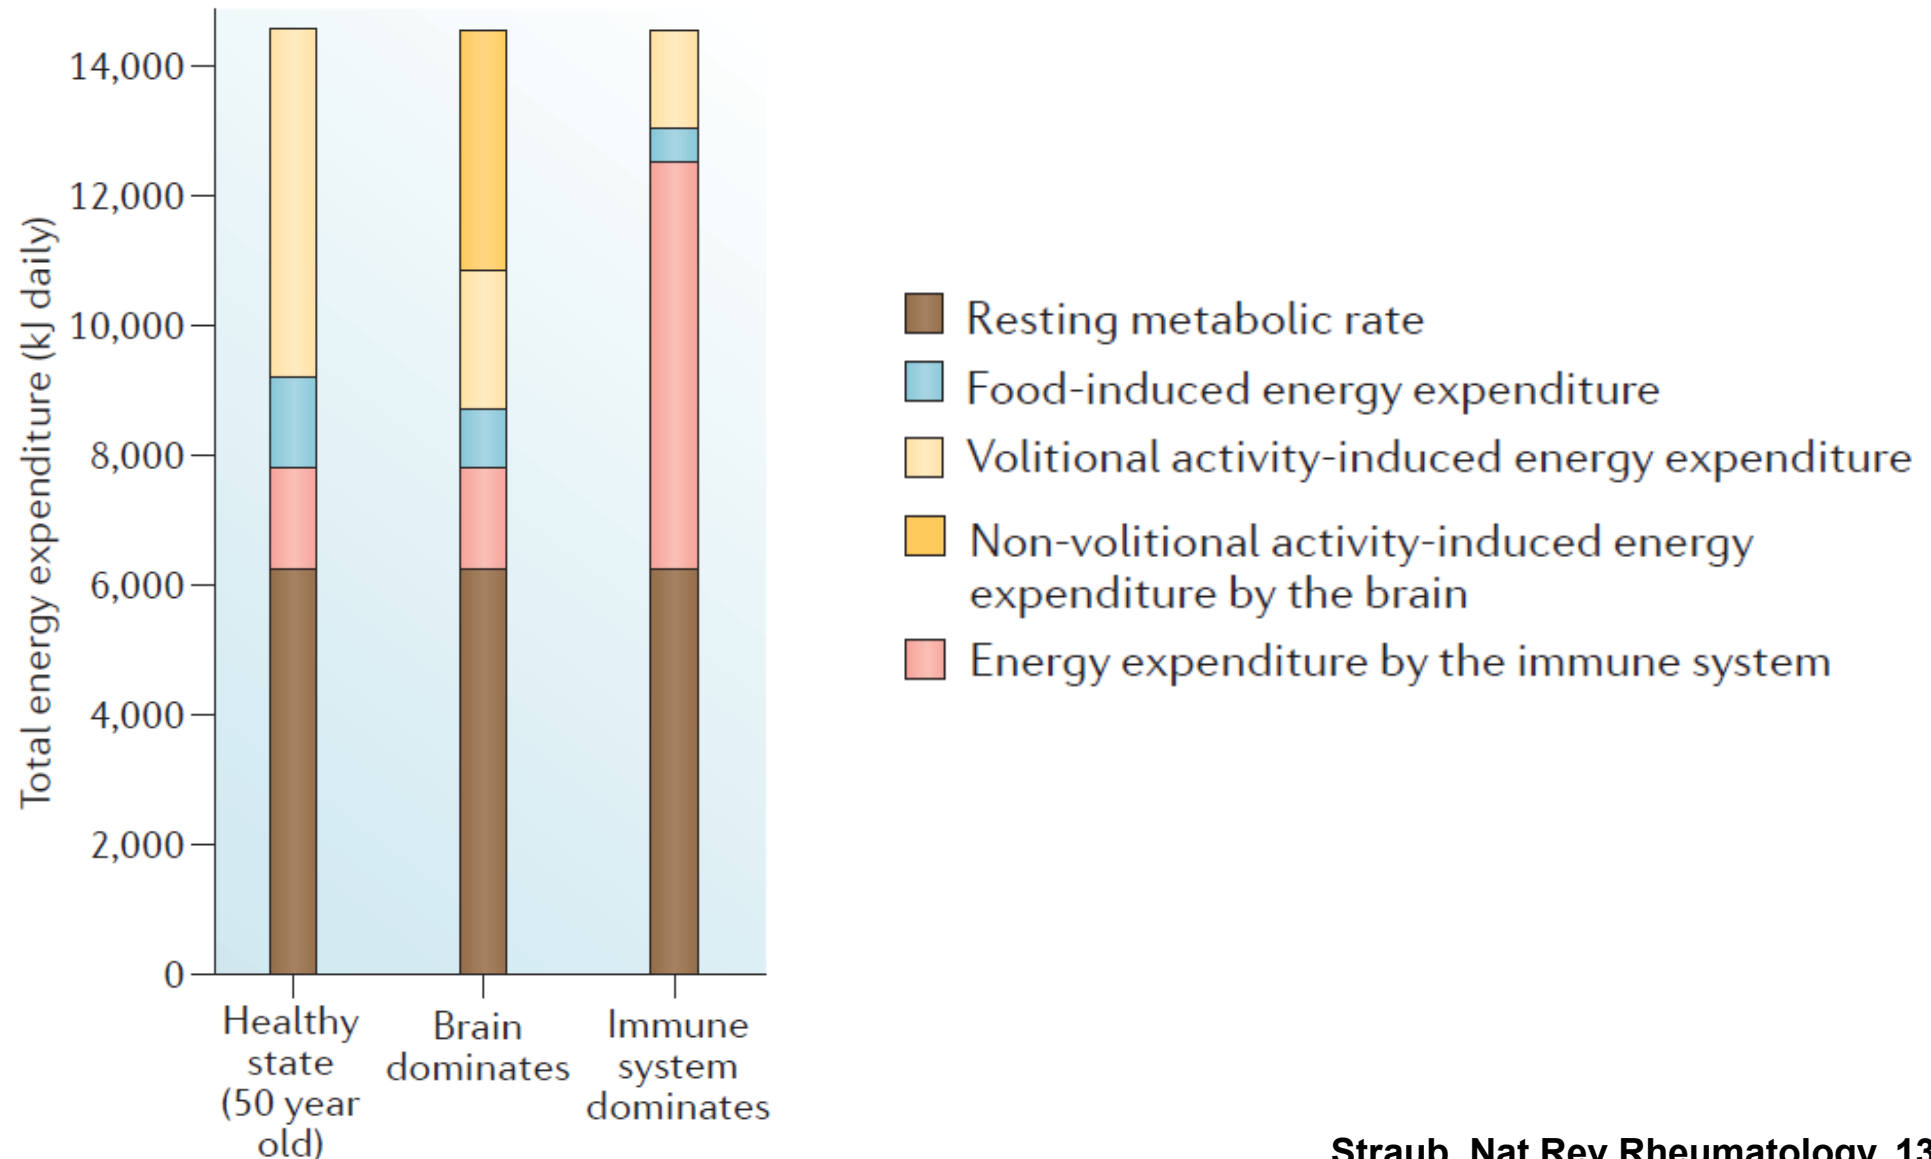 Total energy expenditure (kJ daily)
14,000
12,000
10,000
8,000
6,000
4,000
2,000
0
Healthy
state
(50 year
old)
Brain
dominates
Immune
system
dominates
Resting metabolic rate
Food-induced energy expenditure
Volitional activity-induced energy expenditure
Non-volitional activity-induced energy
expenditure by the brain
Energy expenditure by the immune system
Straub, Nat Rev Rheumatology, 13